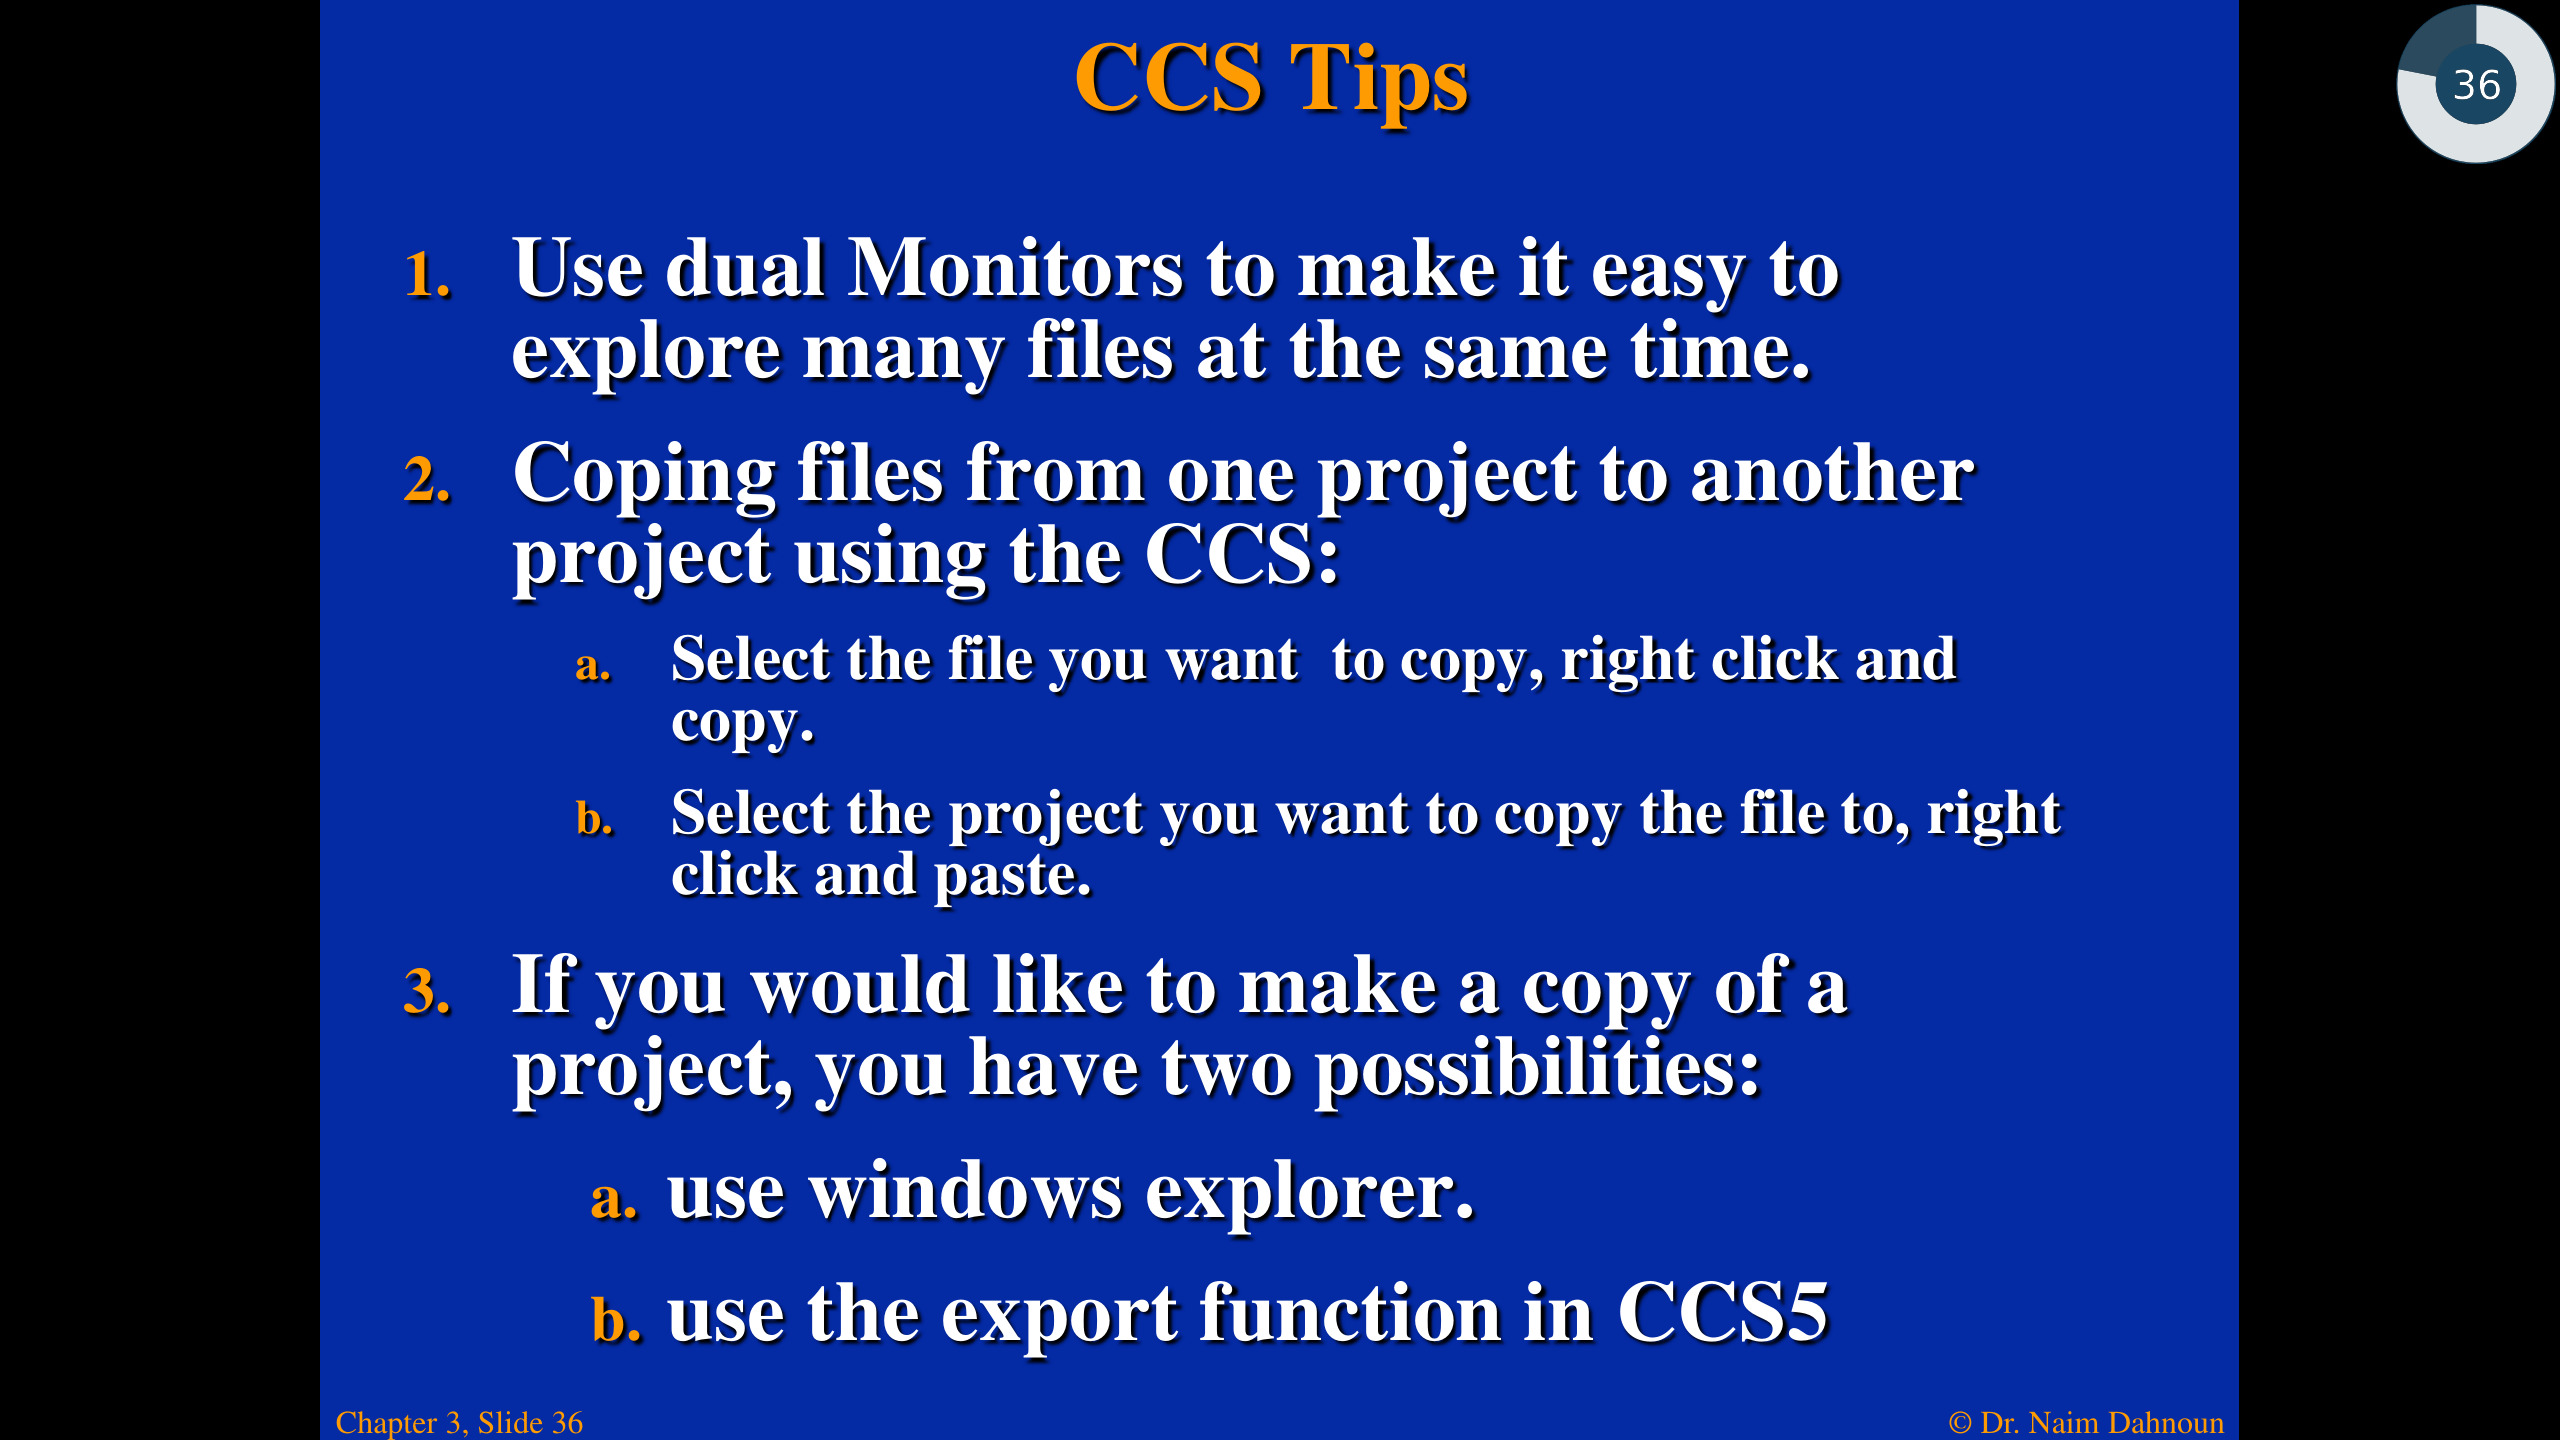 CCS Tips
36
1. Use dual Monitors to make it easy to
explore many files at the same time.
2. Coping files from one project to another
project using the CCS:
a. Select the file you want  to copy, right click and
copy.
b. Select the project you want to copy the file to, right
click and paste.
3. If you would like to make a copy of a
project, you have two possibilities:
a. use windows explorer.
b. use the export function in CCS5
Chapter 3, Slide 36
© Dr. Naim Dahnoun